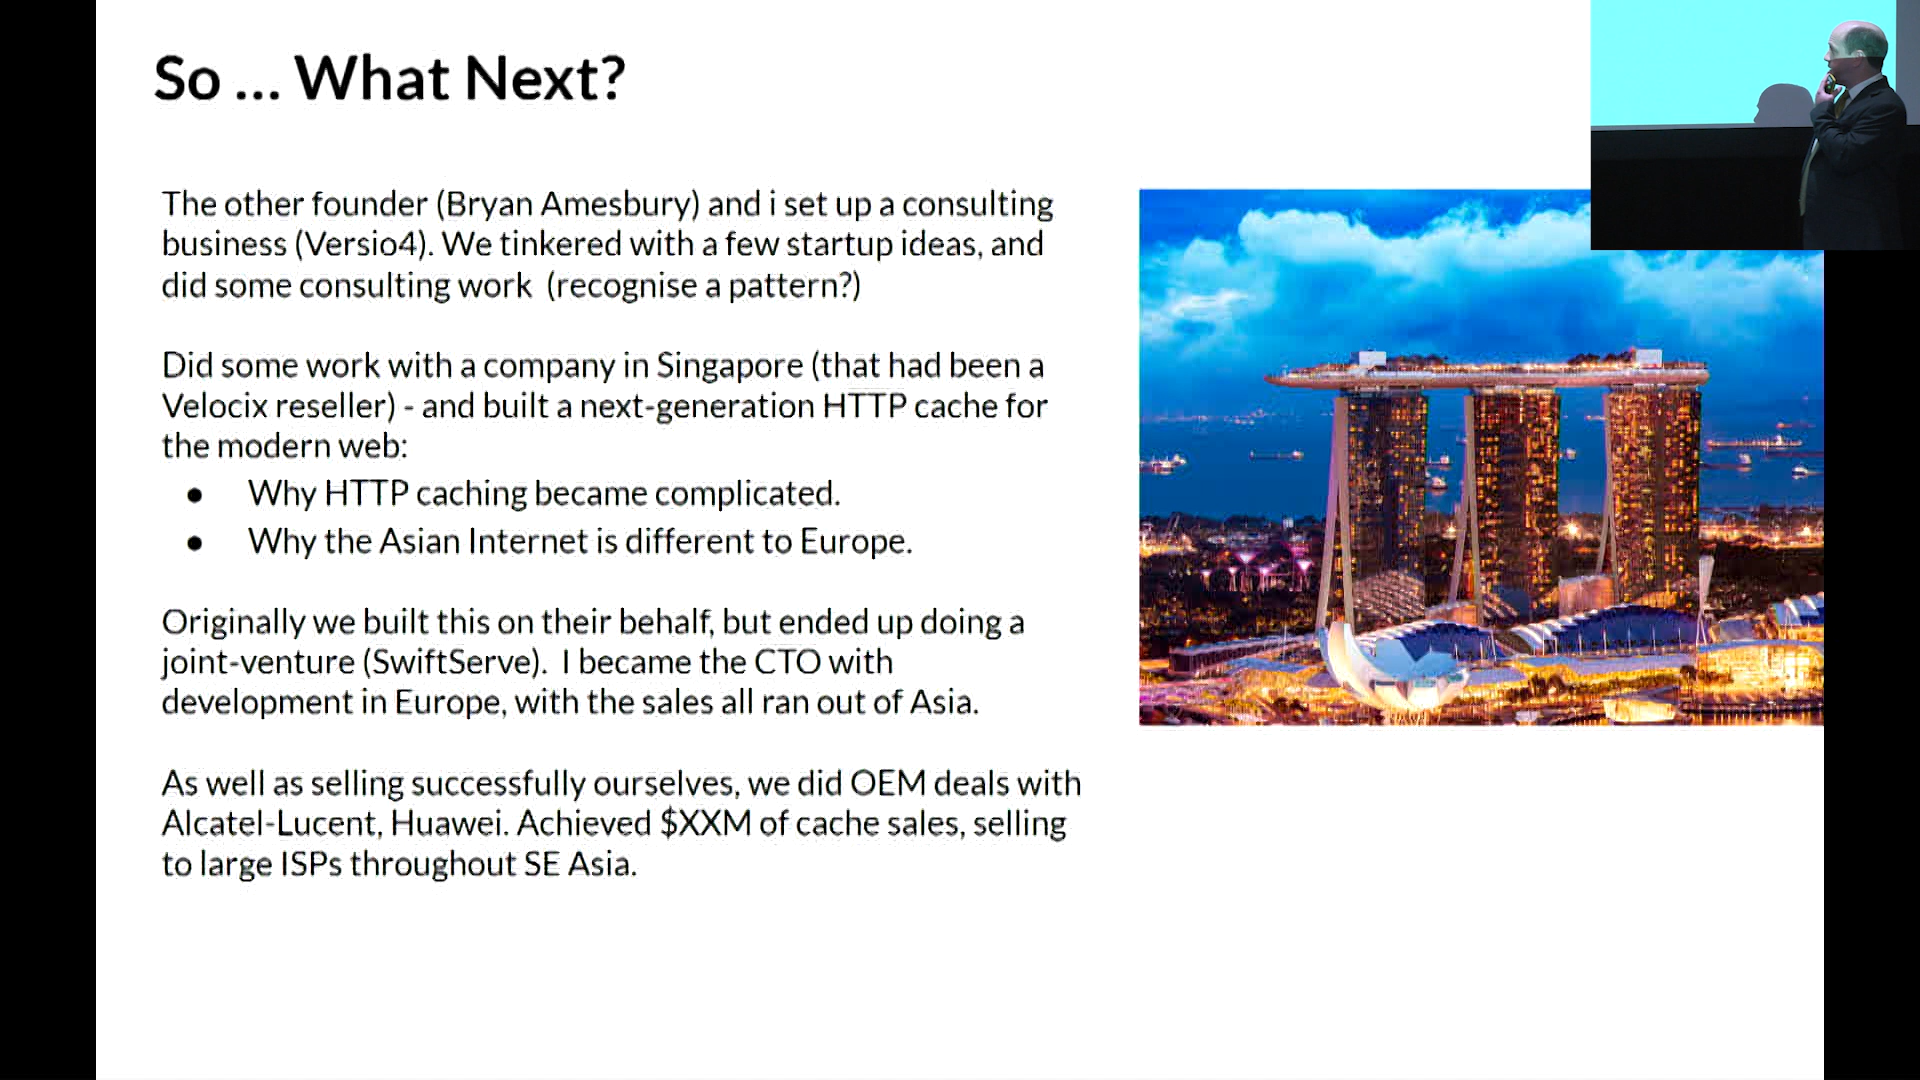 So ... What Next?
The other founder (Bryan Amesbury) and i set up a consulting
business (Versio4). We tinkered with a few startup ideas, and
did some consulting work (recognise a pattern?)
Did some work with a company in Singapore (that had been a
Velocix reseller) - and built a next-generation HTTP cache for
the modern web:
● Why HTTP caching became complicated.
● Why the Asian Internet is different to Europe.
Originally we built this on their behalf, but ended up doing a
joint-venture (SwiftServe). I became the CTO with
development in Europe, with the sales all ran out of Asia.
As well as selling successfully ourselves, we did OEM deals with
Alcatel-Lucent, Huawei. Achieved $XXM of cache sales, selling
to large ISPs throughout SE Asia.